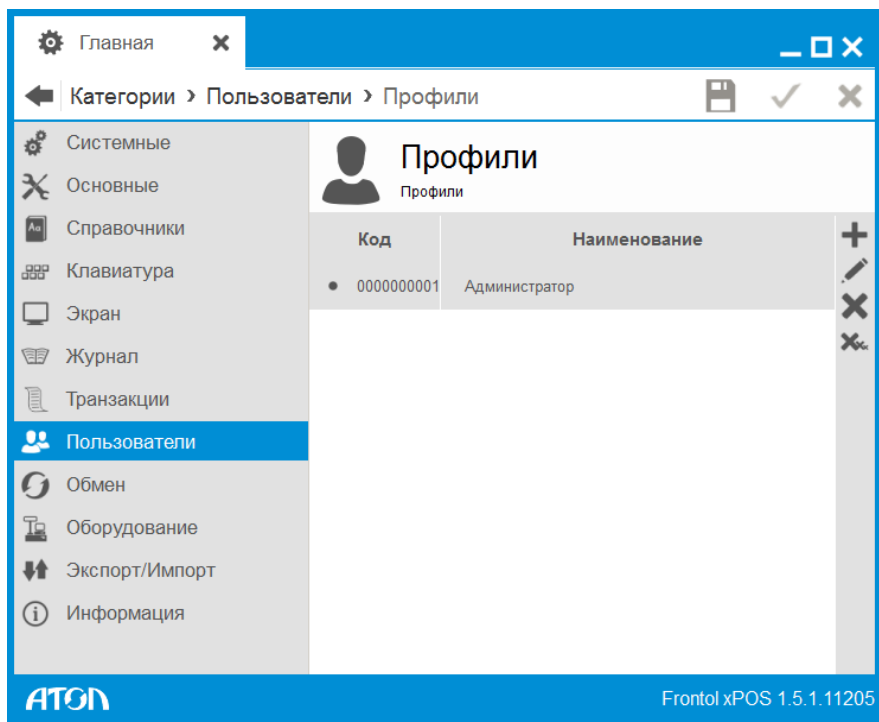 Главная
Категории › Пользователи › Профили
Системные
Основные
Справочники
Клавиатура
Экран
Журнал
Транзакции
Пользователи
Обмен
Оборудование
Экспорт/Импорт
Информация
Профили
Профили
Код Наименование
0000000001 Администратор
АТОЛ Frontol xPOS 1.5.1.11205